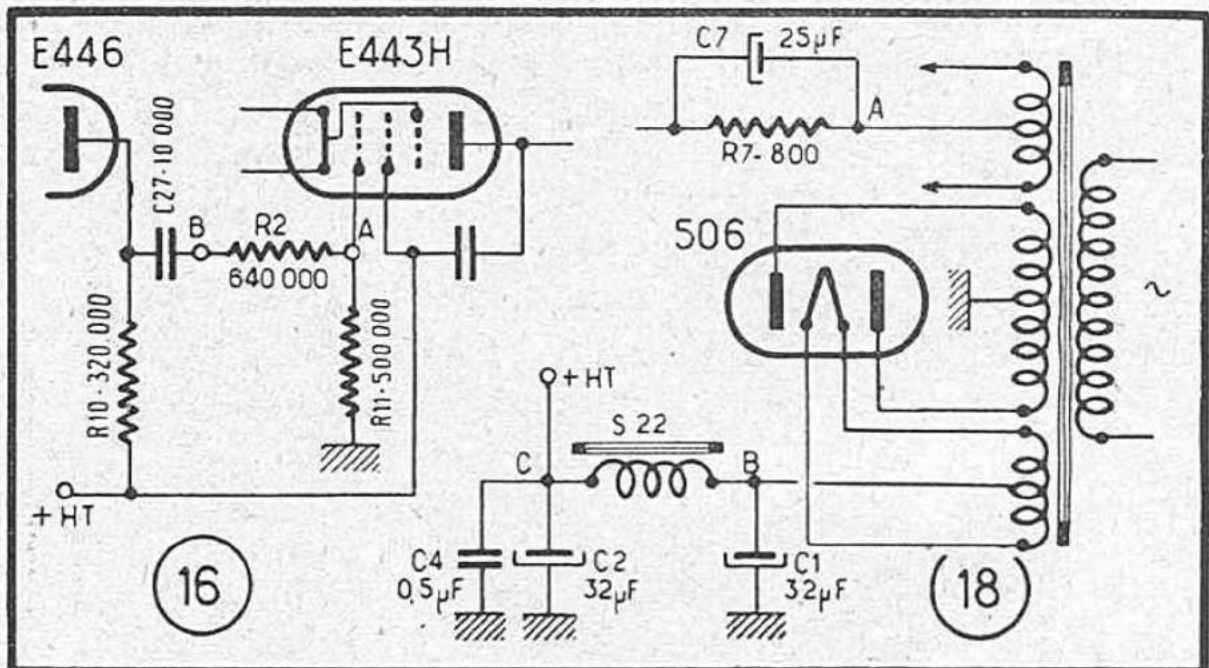 E446
E443H
C27-10 000
B
R2
640 000
A
R10-320.000
R11-500 000
+ HT
16
C7
25µF
A
R7-800
506
~
+ HT
S 22
C
B
C4
0,5µF
C2
32µF
C1
32µF
18